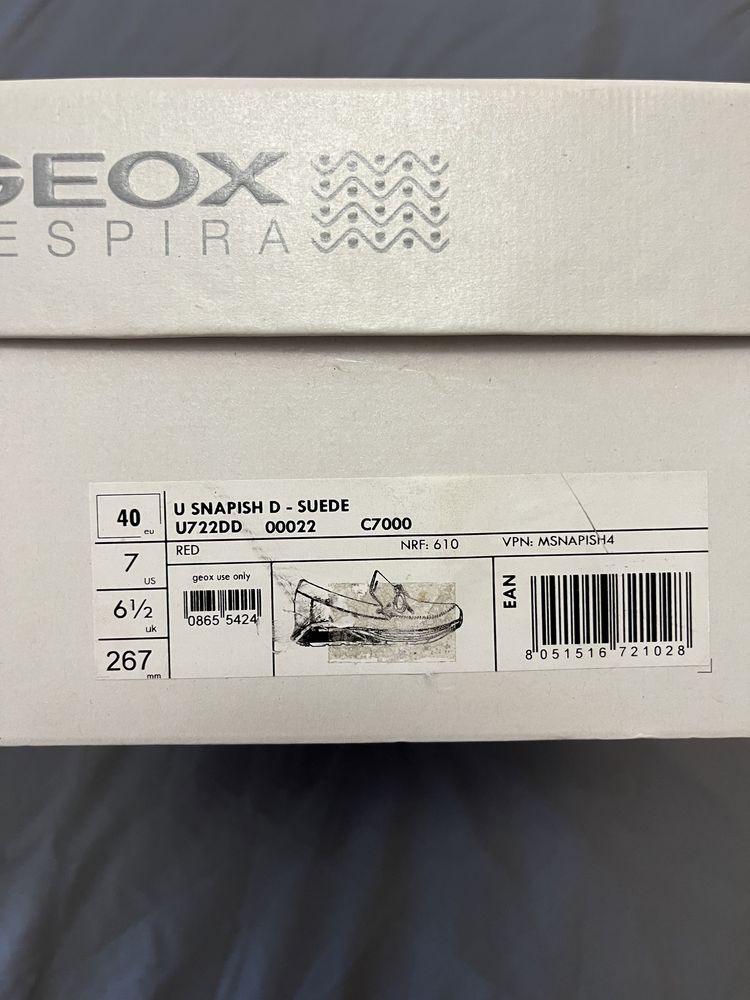 GEOX
ESPIRA
40 eu
7 US
6½ uk
267 mm
U SNAPISH D - SUEDE
U722DD 00022 C7000
RED NRF: 610 VPN: MSNAPISH4
geox use only
0865 5424
EAN
8 051516 721028